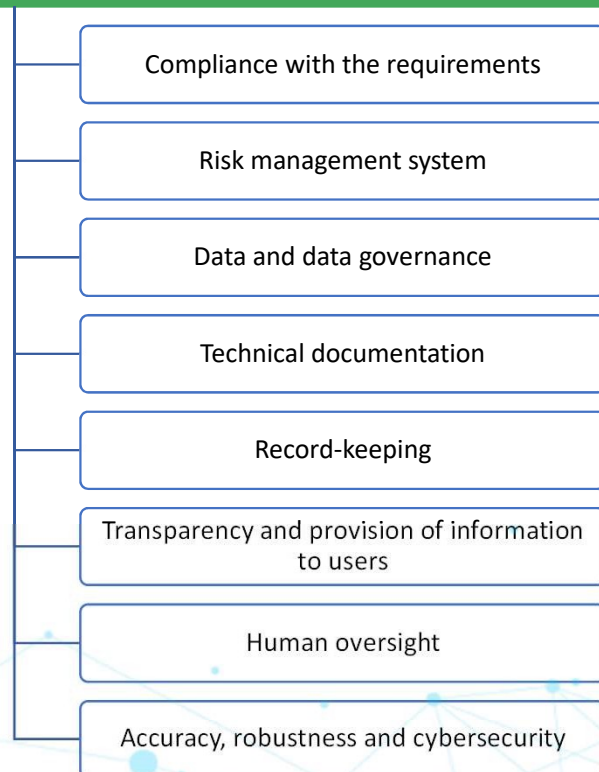 Compliance with the requirements
Risk management system
Data and data governance
Technical documentation
Record-keeping
Transparency and provision of information
to users
Human oversight
Accuracy, robustness and cybersecurity